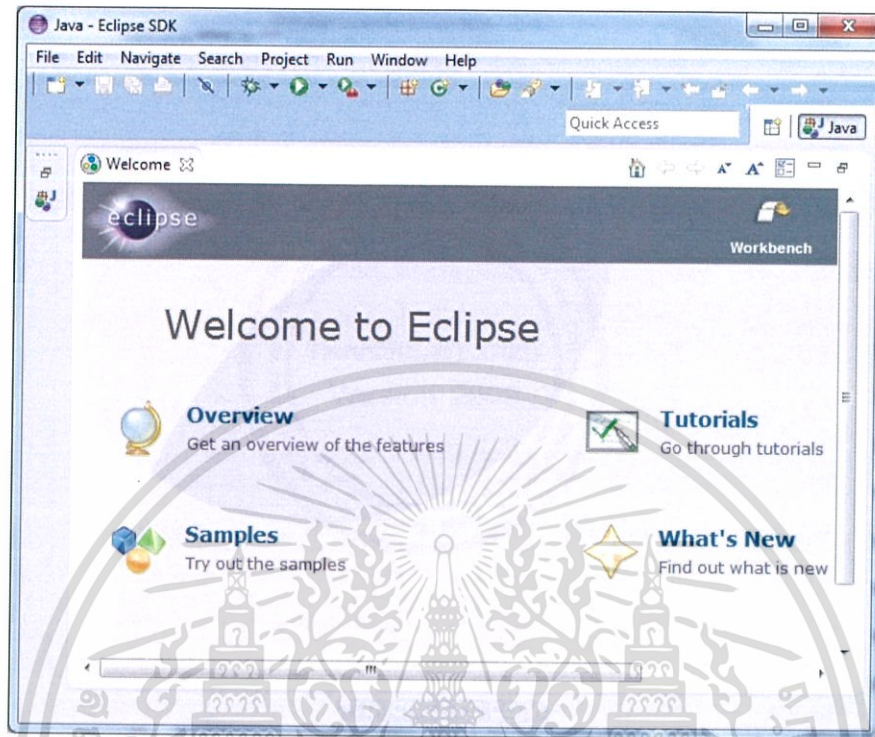 Java - Eclipse SDK
File Edit Navigate Search Project Run Window Help
Quick Access
Java
Welcome
eclipse
Workbench
Welcome to Eclipse
Overview
Get an overview of the features
Tutorials
Go through tutorials
Samples
Try out the samples
What's New
Find out what is new